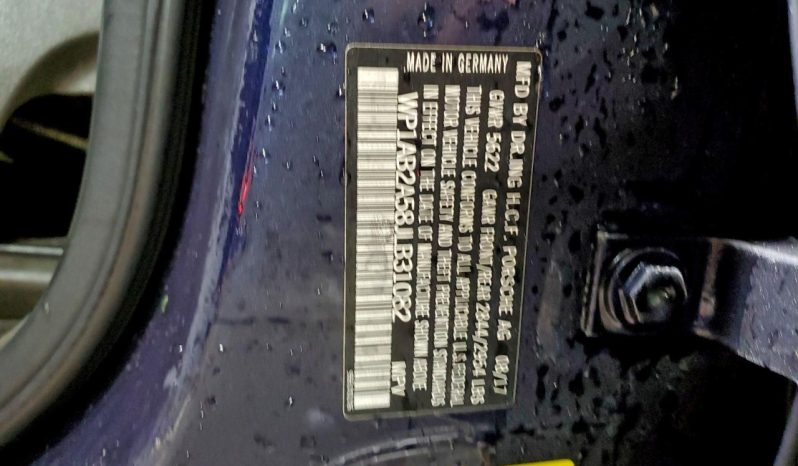 MFD BY DR.ING.H.C.F. PORSCHE AG 08/17
GVWR 5622 GAWR FRONT/REAR 2844/2954 LBS
THIS VEHICLE CONFORMS TO ALL APPLICABLE U.S. FEDERAL
MOTOR VEHICLE SAFETY AND THEFT PREVENTION STANDARDS
IN EFFECT ON THE DATE OF MANUFACTURE SHOWN ABOVE
WP1AB2A58JLB31082 MPV
MADE IN GERMANY